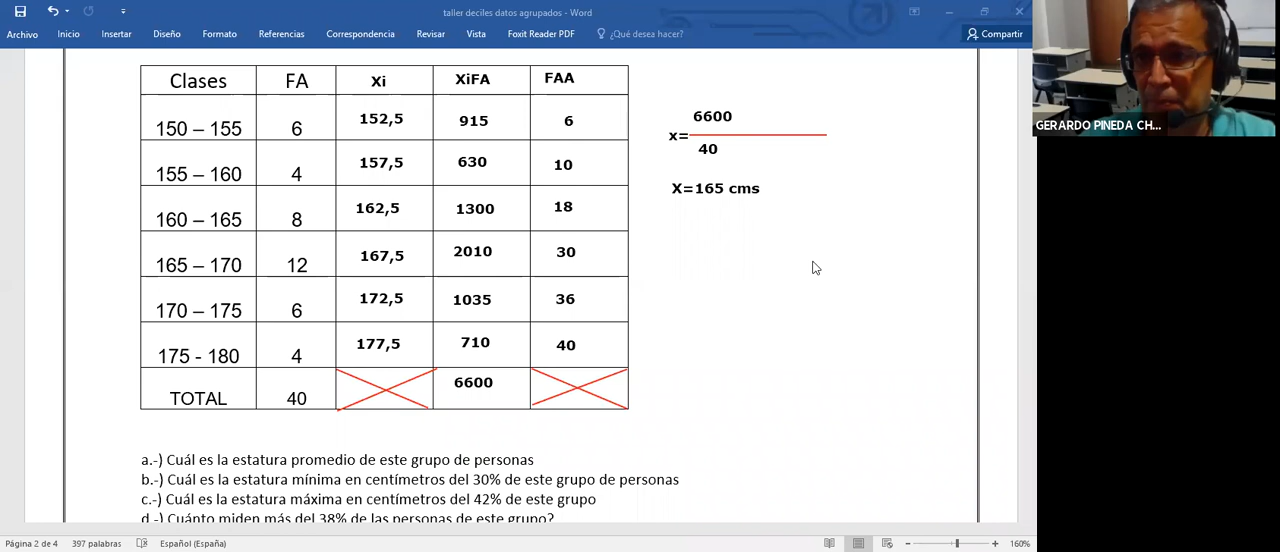 taller deciles datos agrupados - Word
Archivo Inicio Insertar Diseño Formato Referencias Correspondencia Revisar Vista Foxit Reader PDF ¿Qué desea hacer? Compartir
Clases FA Xi XiFA FAA
150 – 155 6 152,5 915 6
155 – 160 4 157,5 630 10
160 – 165 8 162,5 1300 18
165 – 170 12 167,5 2010 30
170 – 175 6 172,5 1035 36
175 - 180 4 177,5 710 40
TOTAL 40 6600
6600
x=
40
X=165 cms
GERARDO PINEDA CH...
a.-) Cuál es la estatura promedio de este grupo de personas
b.-) Cuál es la estatura mínima en centímetros del 30% de este grupo de personas
c.-) Cuál es la estatura máxima en centímetros del 42% de este grupo
d.-) Cuánto miden más del 38% de las personas de este grupo?
Página 2 de 4 397 palabras Español (España) 160%